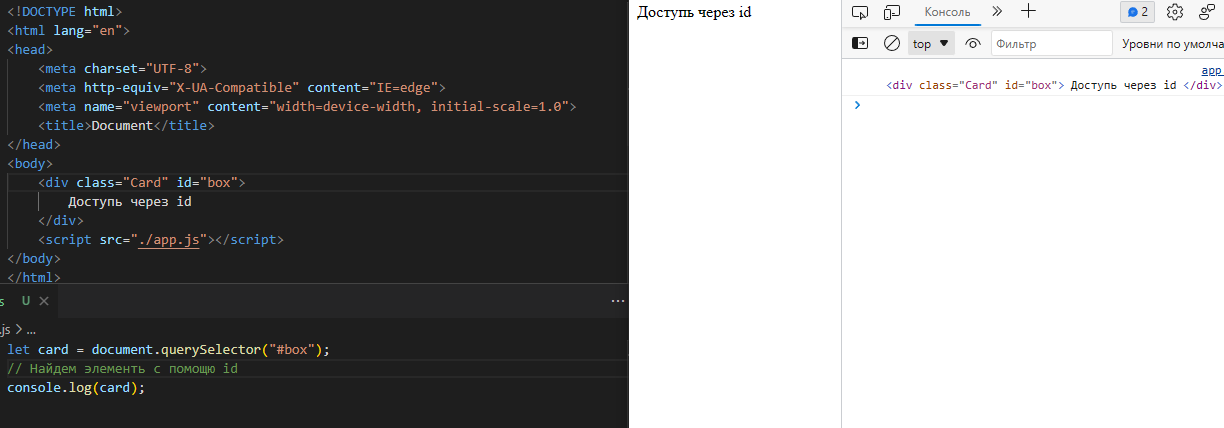 <!DOCTYPE html>
<html lang="en">
<head>
<meta charset="UTF-8">
<meta http-equiv="X-UA-Compatible" content="IE=edge">
<meta name="viewport" content="width=device-width, initial-scale=1.0">
<title>Document</title>
</head>
<body>
<div class="Card" id="box">
Доступь через id
</div>
<script src="./app.js"></script>
</body>
</html>
s U
.js > ...
let card = document.querySelector("#box");
// Найдем элементь с помощю id
console.log(card);
Доступь через id
Консоль 2
top Фильтр Уровни по умолча
app
<div class="Card" id="box"> Доступь через id </div>